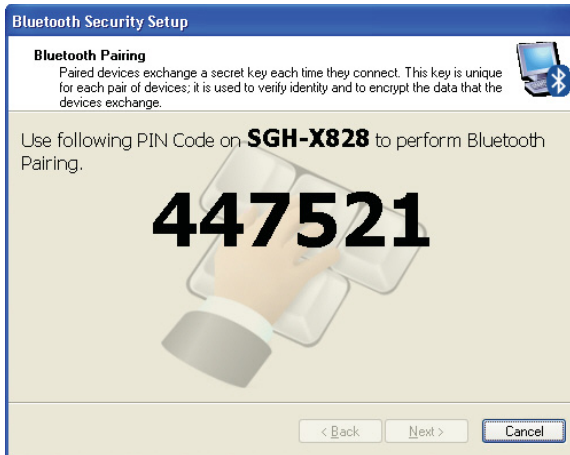 Bluetooth Security Setup
Bluetooth Pairing
Paired devices exchange a secret key each time they connect. This key is unique
for each pair of devices; it is used to verify identity and to encrypt the data that the
devices exchange.
Use following PIN Code on SGH-X828 to perform Bluetooth
Pairing.
447521
< Back
Next >
Cancel